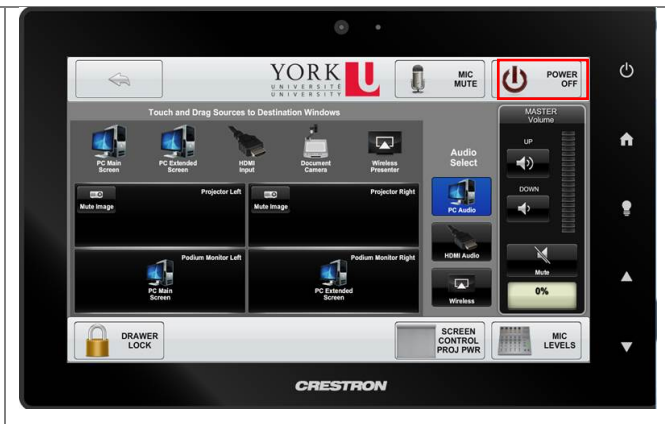 YORK U
UNIVERSITÉ
UNIVERSITY
MIC
MUTE
POWER
OFF
Touch and Drag Sources to Destination Windows
PC Main
Screen
PC Extended
Screen
HDMI
Input
Document
Camera
Wireless
Presenter
Audio
Select
MASTER
Volume
UP
DOWN
Mute
0%
Projector Left
Mute Image
Projector Right
Mute Image
PC Audio
HDMI Audio
Wireless
Podium Monitor Left
PC Main
Screen
Podium Monitor Right
PC Extended
Screen
DRAWER
LOCK
SCREEN
CONTROL
PROJ PWR
MIC
LEVELS
CRESTRON